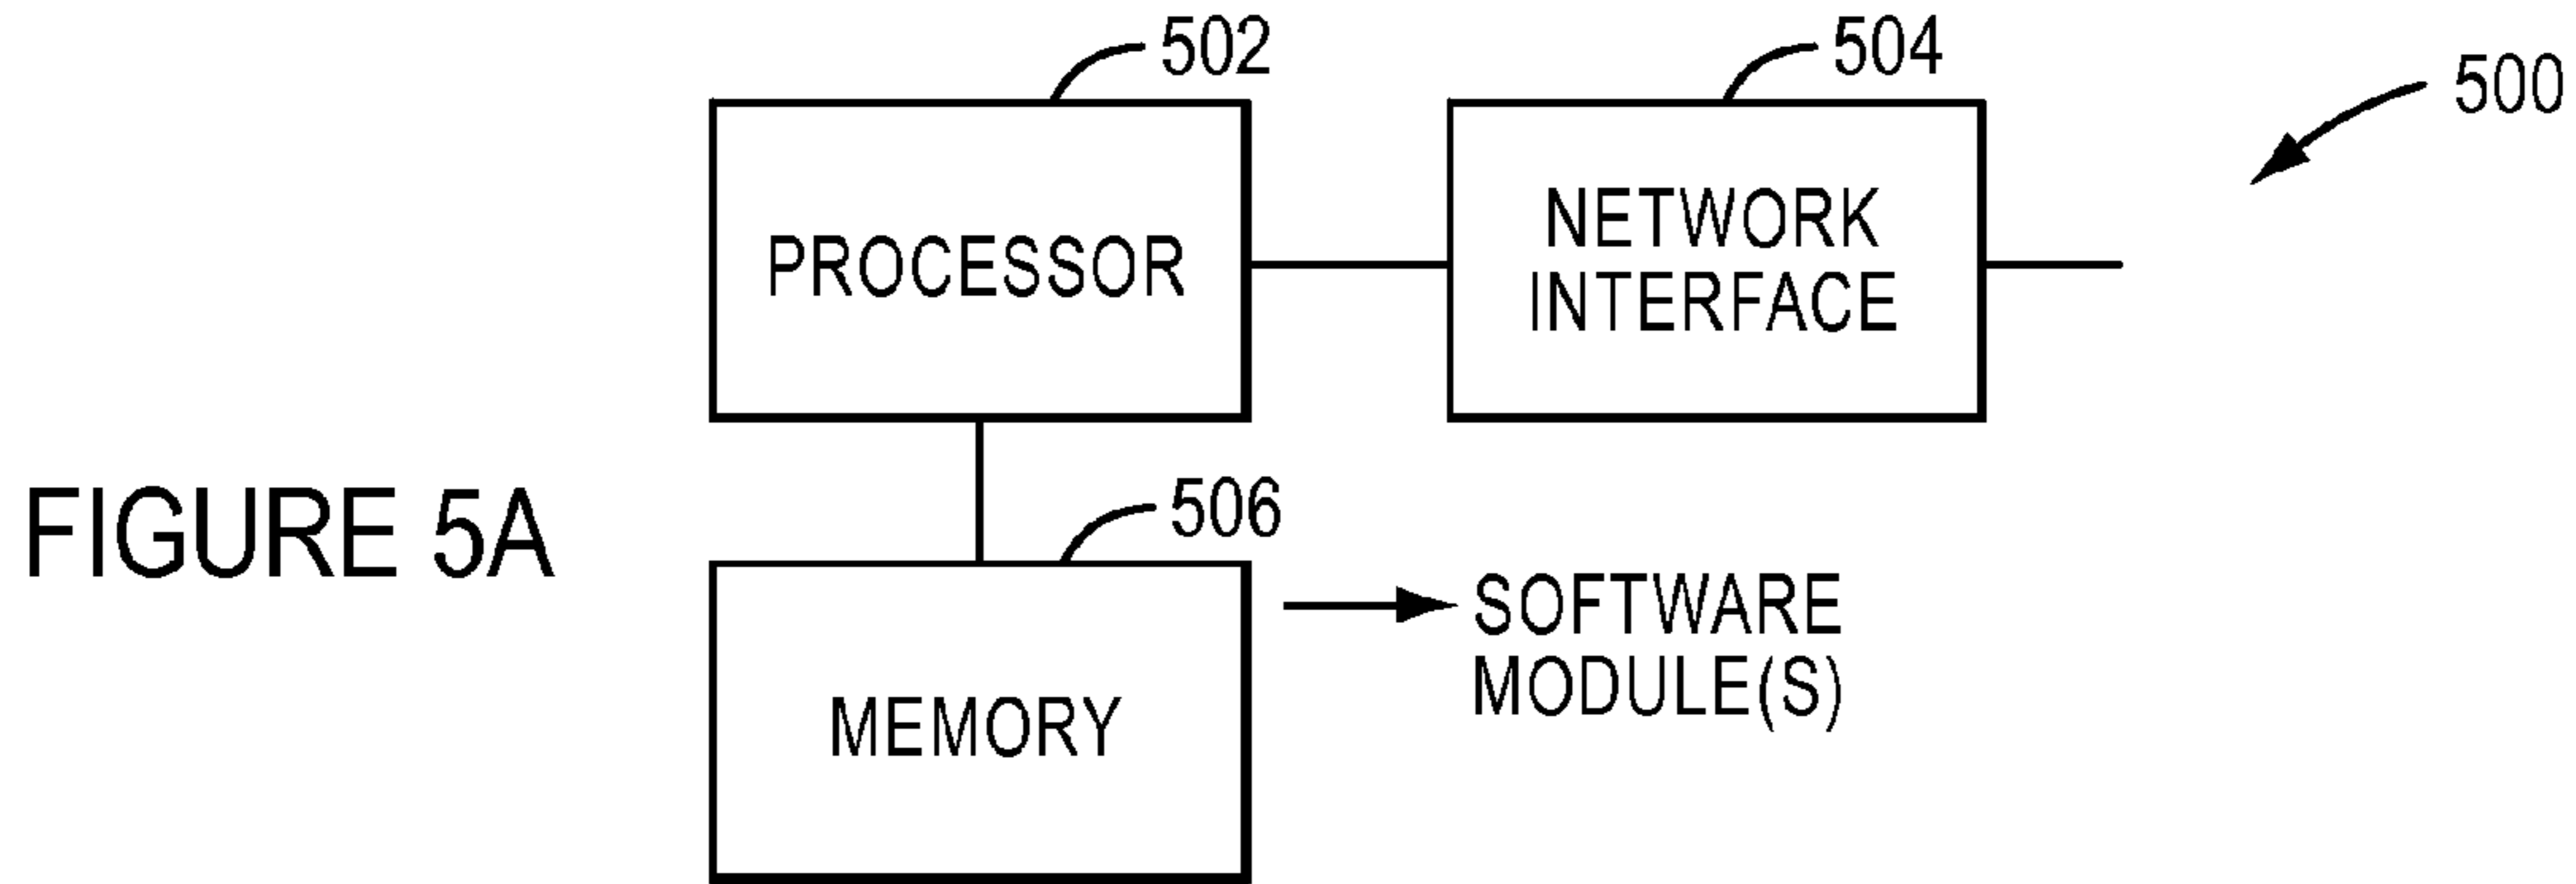 502
504
500
PROCESSOR
NETWORK
INTERFACE
FIGURE 5A
506
SOFTWARE
MODULE(S)
MEMORY